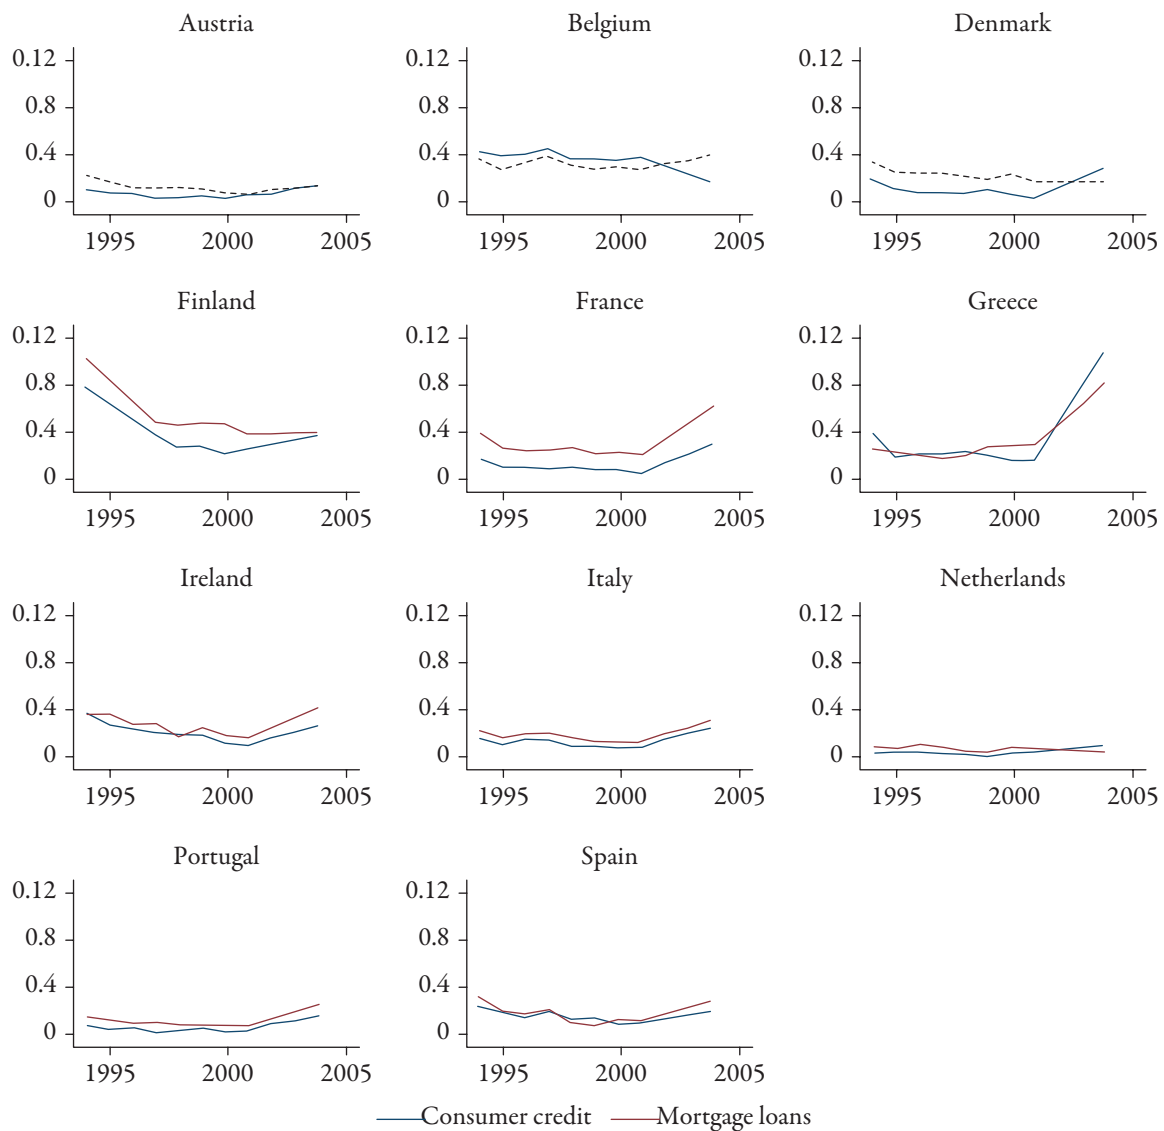 Austria Belgium Denmark
0.12 0.12 0.12
0.8 0.8 0.8
0.4 0.4 0.4
0 0 0
1995 2000 2005 1995 2000 2005 1995 2000 2005
Finland France Greece
0.12 0.12 0.12
0.8 0.8 0.8
0.4 0.4 0.4
0 0 0
1995 2000 2005 1995 2000 2005 1995 2000 2005
Ireland Italy Netherlands
0.12 0.12 0.12
0.8 0.8 0.8
0.4 0.4 0.4
0 0 0
1995 2000 2005 1995 2000 2005 1995 2000 2005
Portugal Spain
0.12 0.12
0.8 0.8
0.4 0.4
0 0
1995 2000 2005 1995 2000 2005
Consumer credit Mortgage loans